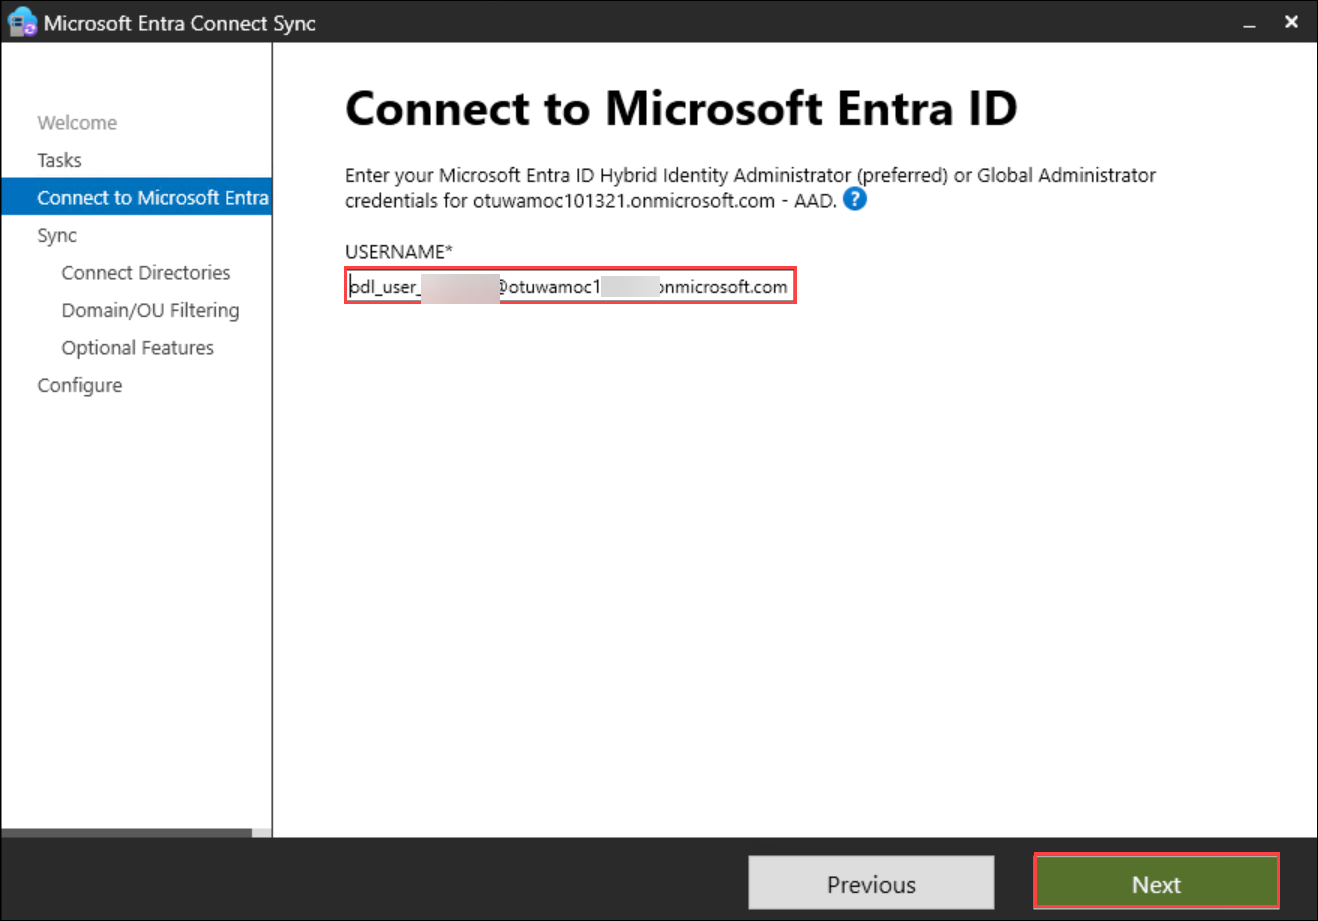 Microsoft Entra Connect Sync
Welcome
Tasks
Connect to Microsoft Entra
Sync
Connect Directories
Domain/OU Filtering
Optional Features
Configure
Connect to Microsoft Entra ID
Enter your Microsoft Entra ID Hybrid Identity Administrator (preferred) or Global Administrator
credentials for otuwamoc101321.onmicrosoft.com - AAD. ?
USERNAME*
odl_user_ @otuwamoc1 onmicrosoft.com
Previous
Next